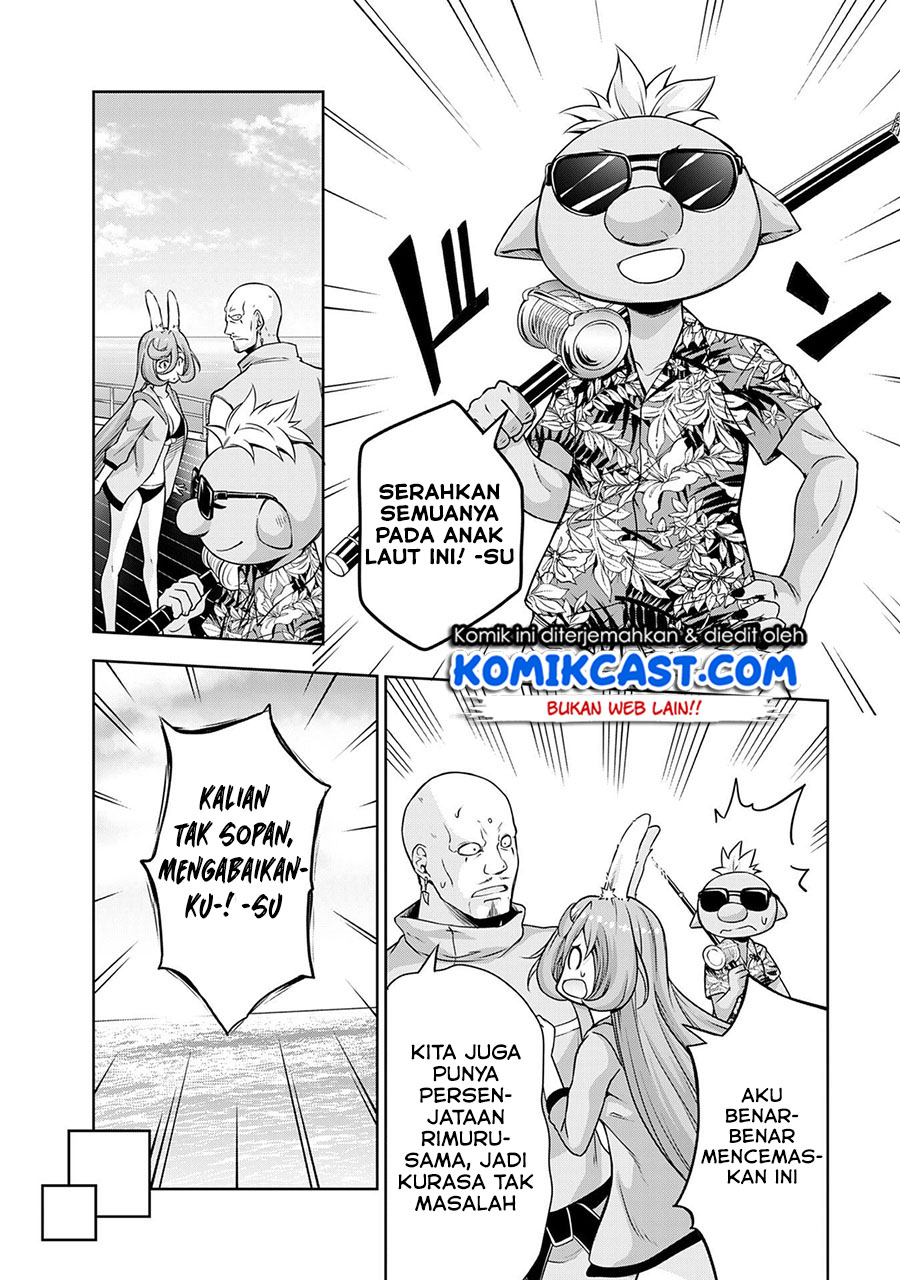 ドン
SERAHKAN
SEMUANYA
PADA ANAK
LAUT INI! -SU
Komik ini diterjemahkan & diedit oleh
KOMIKCAST.COM
BUKAN WEB LAIN!!
AKU
BENAR-
BENAR
MENCEMAS-
KAN INI
KITA JUGA
PUNYA
PERSEN-
JATAAN
RIMURU-
SAMA, JADI
KURASA TAK
MASALAH
KALIAN
TAK SOPAN,
MENGABAIKAN-
KU-! -SU